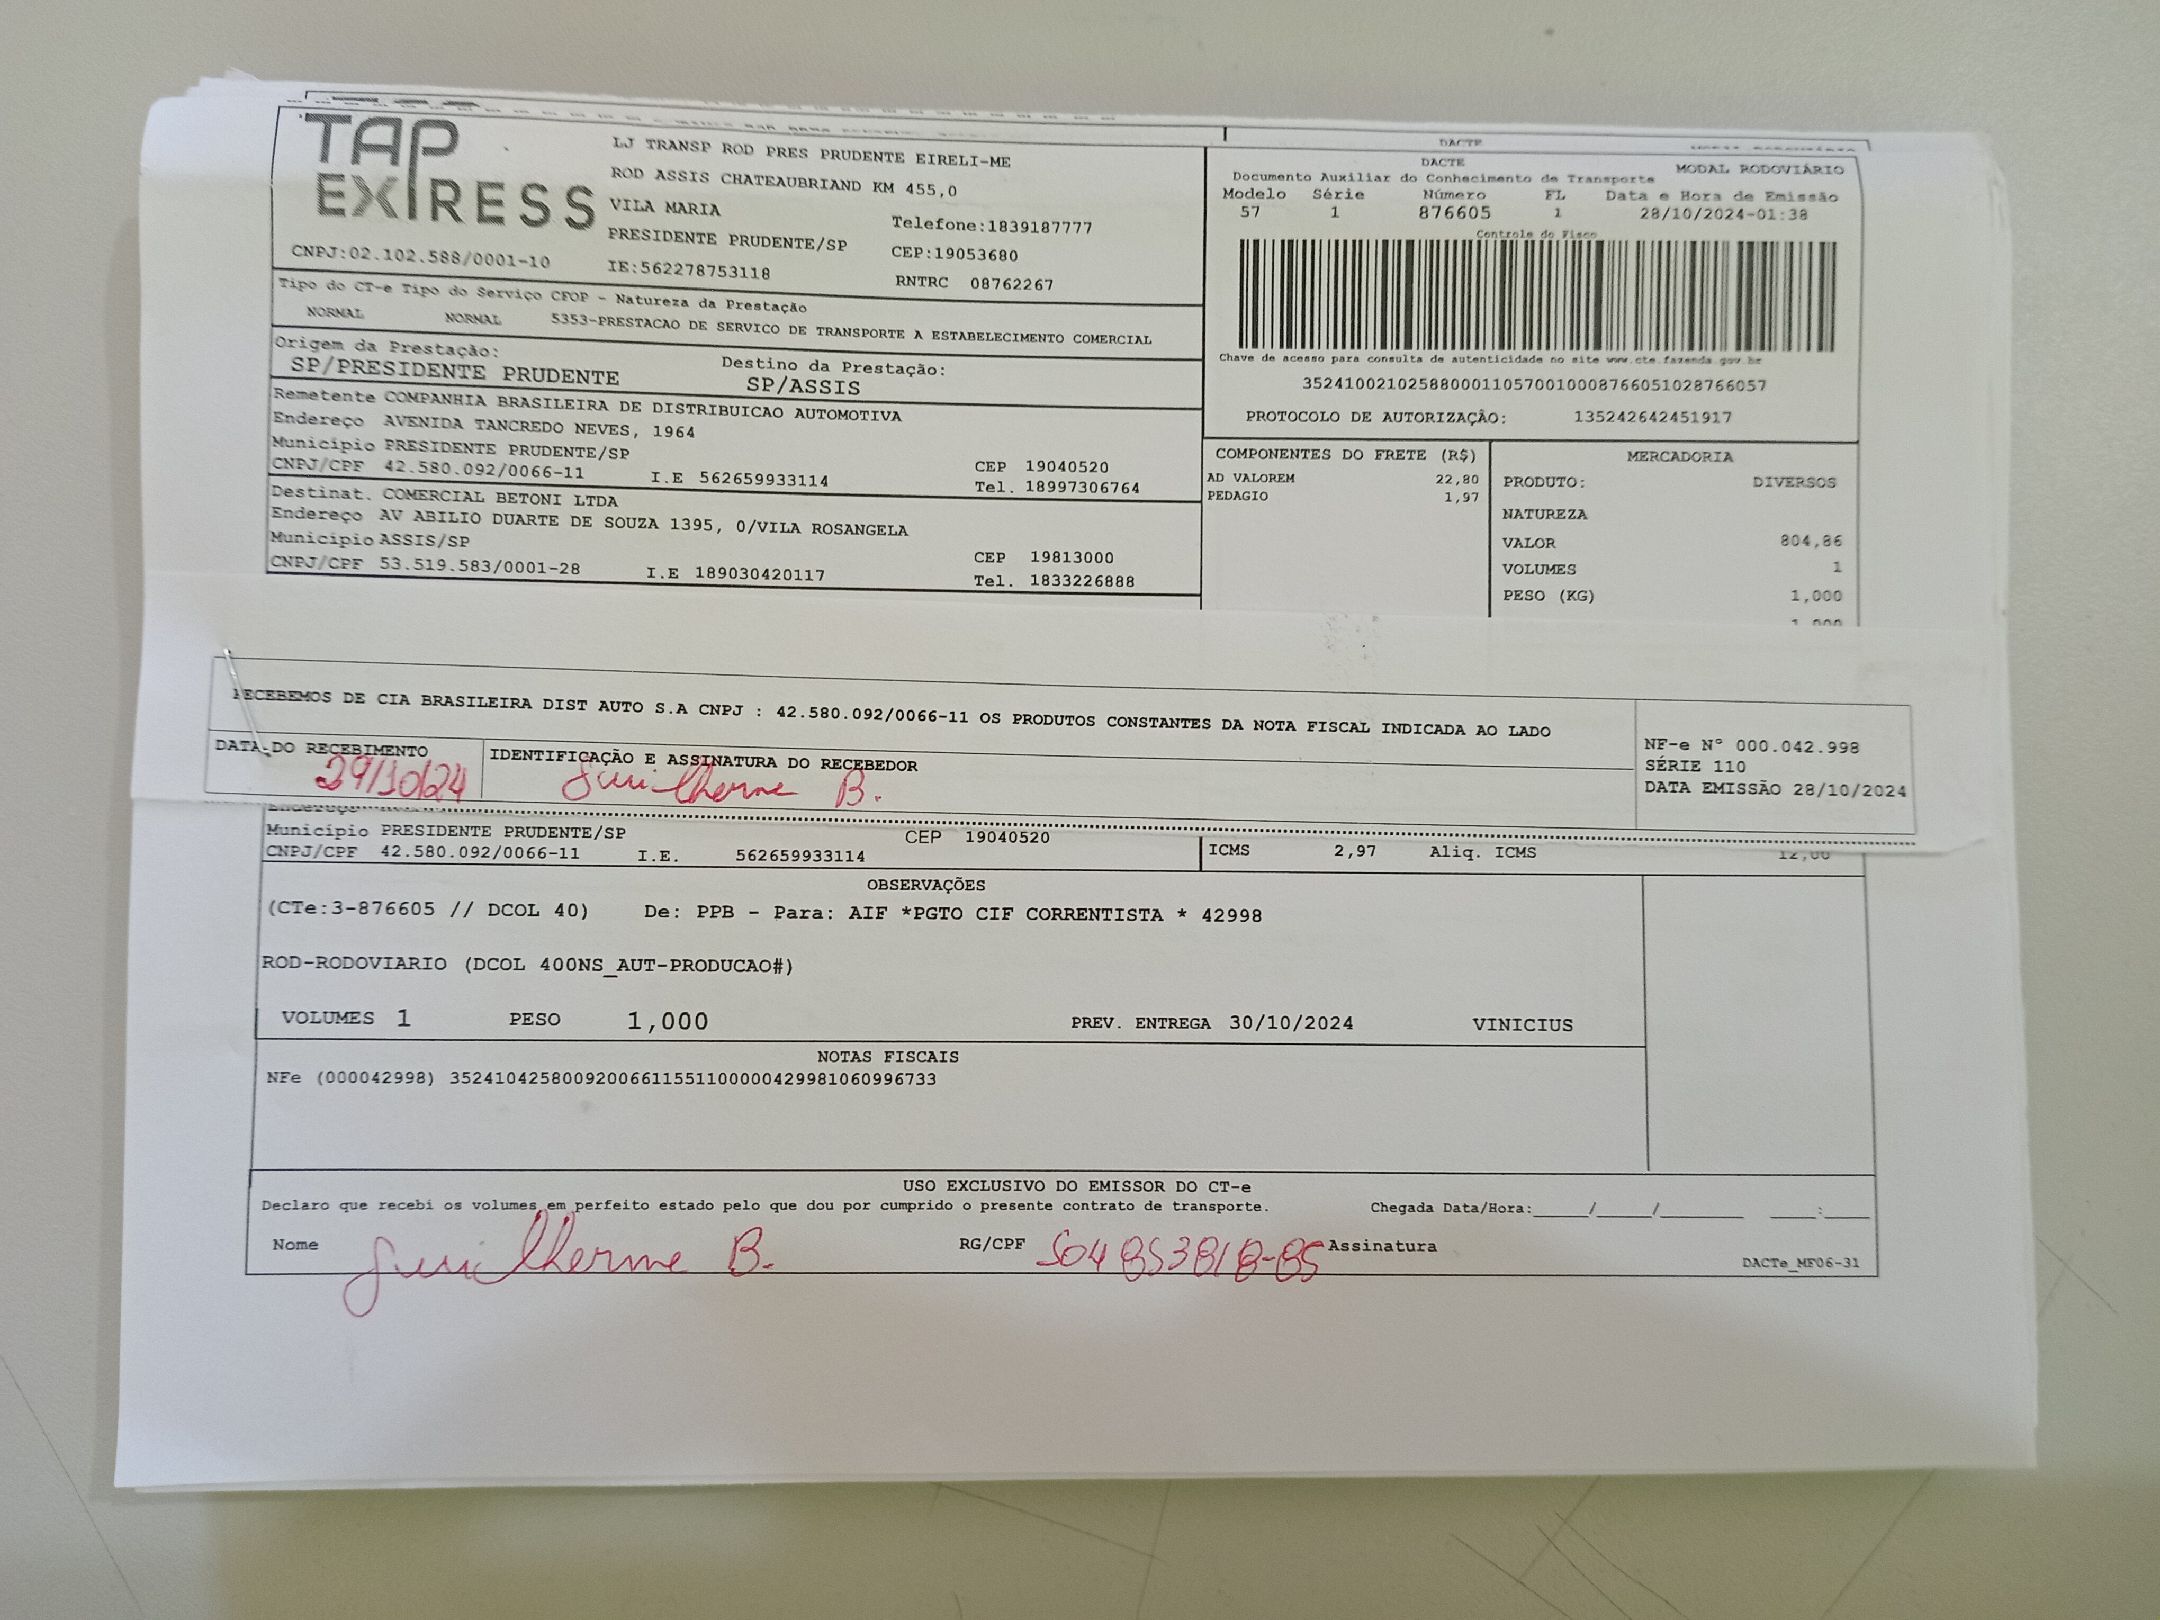 TAP EXPRESS
LJ TRANSP ROD PRES PRUDENTE EIRELI-ME
ROD ASSIS CHATEAUBRIAND KM 455,0
VILA MARIA
Telefone:1839187777
PRESIDENTE PRUDENTE/SP
CEP:19053680
CNPJ:02.102.588/0001-10
IE:562278753118
RNTRC 08762267
Tipo do CT-e Tipo do Serviço CFOP - Natureza da Prestação
NORMAL NORMAL 5353-PRESTACAO DE SERVICO DE TRANSPORTE A ESTABELECIMENTO COMERCIAL
Origem da Prestação: Destino da Prestação:
SP/PRESIDENTE PRUDENTE SP/ASSIS
Remetente COMPANHIA BRASILEIRA DE DISTRIBUICAO AUTOMOTIVA
Endereço AVENIDA TANCREDO NEVES, 1964
Município PRESIDENTE PRUDENTE/SP CEP 19040520
CNPJ/CPF 42.580.092/0066-11 I.E 562659933114 Tel. 18997306764
Destinat. COMERCIAL BETONI LTDA
Endereço AV ABILIO DUARTE DE SOUZA 1395, 0/VILA ROSANGELA
Município ASSIS/SP CEP 19813000
CNPJ/CPF 53.519.583/0001-28 I.E 189030420117 Tel. 1833226888
DACTE
DACTE MODAL RODOVIÁRIO
Documento Auxiliar do Conhecimento de Transporte
Modelo Série Número FL Data e Hora de Emissão
57 1 876605 1 28/10/2024-01:38
Controle do Fisco
Chave de acesso para consulta de autenticidade no site www.cte.fazenda.gov.br
35241002102588000110570010008766051028766057
PROTOCOLO DE AUTORIZAÇÃO: 135242642451917
COMPONENTES DO FRETE (R$)
AD VALOREM 22,80
PEDAGIO 1,97
MERCADORIA
PRODUTO: DIVERSOS
NATUREZA
VALOR 804,86
VOLUMES 1
PESO (KG) 1,000
1,000
RECEBEMOS DE CIA BRASILEIRA DIST AUTO S.A CNPJ : 42.580.092/0066-11 OS PRODUTOS CONSTANTES DA NOTA FISCAL INDICADA AO LADO
DATA DO RECEBIMENTO IDENTIFICAÇÃO E ASSINATURA DO RECEBEDOR
29/10/24 Guilherme B.
NF-e Nº 000.042.998
SÉRIE 110
DATA EMISSÃO 28/10/2024
Endereço
Município PRESIDENTE PRUDENTE/SP CEP 19040520
CNPJ/CPF 42.580.092/0066-11 I.E. 562659933114
ICMS 2,97 Aliq. ICMS 12,00
OBSERVAÇÕES
(CTe:3-876605 // DCOL 40) De: PPB - Para: AIF *PGTO CIF CORRENTISTA * 42998
ROD-RODOVIARIO (DCOL 400NS_AUT-PRODUCAO#)
VOLUMES 1 PESO 1,000 PREV. ENTREGA 30/10/2024 VINICIUS
NOTAS FISCAIS
NFe (000042998) 35241042580092006611551100000429981060996733
USO EXCLUSIVO DO EMISSOR DO CT-e
Declaro que recebi os volumes em perfeito estado pelo que dou por cumprido o presente contrato de transporte. Chegada Data/Hora:_____/_____/________ ____:____
Nome Guilherme B. RG/CPF 504853818-85 Assinatura
DACTe_MF06-31